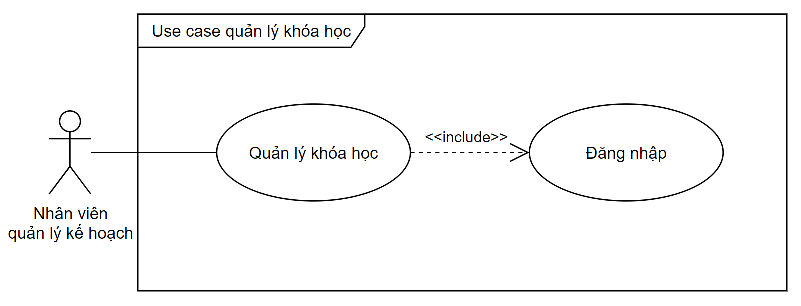 Use case quản lý khóa học
<<include>>
Quản lý khóa học
Đăng nhập
Nhân viên
quản lý kế hoạch